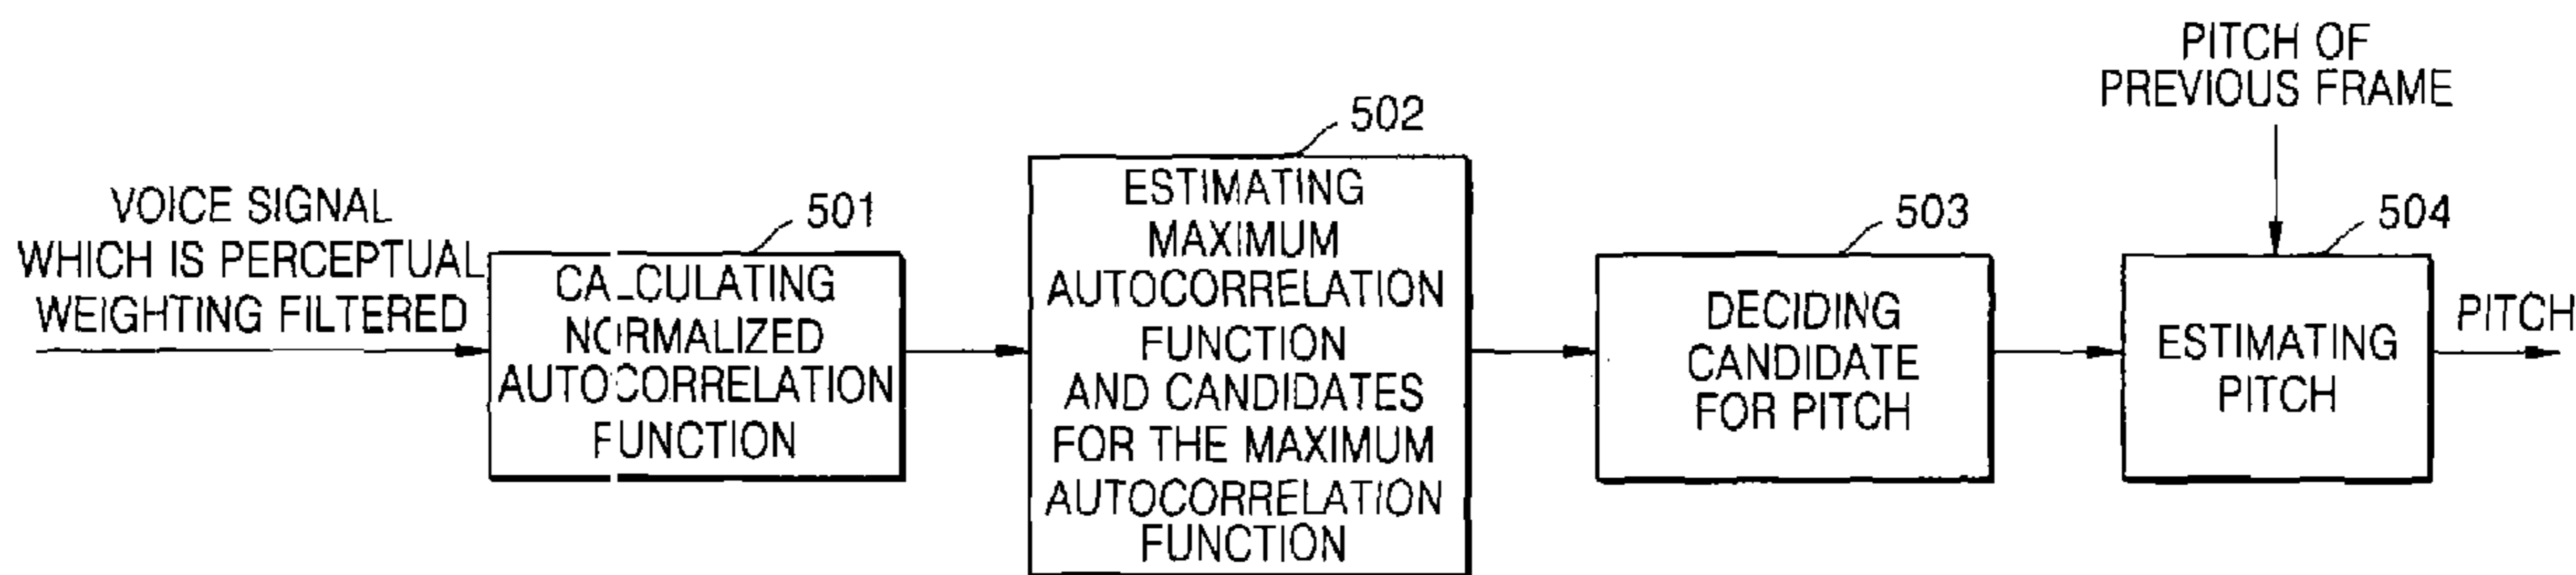 VOICE SIGNAL
WHICH IS PERCEPTUAL
WEIGHTING FILTERED
501
CALCULATING
NORMALIZED
AUTOCORRELATION
FUNCTION
502
ESTIMATING
MAXIMUM
AUTOCORRELATION
FUNCTION
AND CANDIDATES
FOR THE MAXIMUM
AUTOCORRELATION
FUNCTION
503
DECIDING
CANDIDATE
FOR PITCH
PITCH OF
PREVIOUS FRAME
504
ESTIMATING
PITCH
PITCH